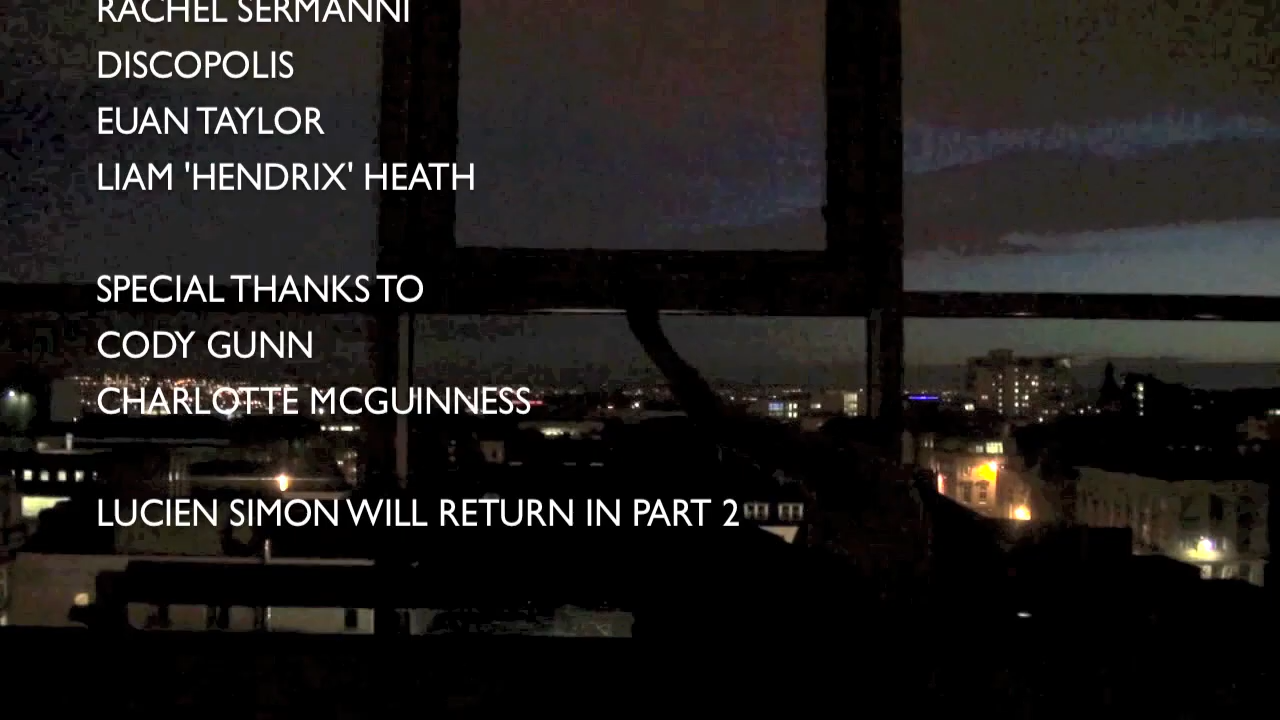 RACHEL SERMANNI
DISCOPOLIS
EUAN TAYLOR
LIAM 'HENDRIX' HEATH
SPECIAL THANKS TO
CODY GUNN
CHARLOTTE MCGUINNESS
LUCIEN SIMON WILL RETURN IN PART 2